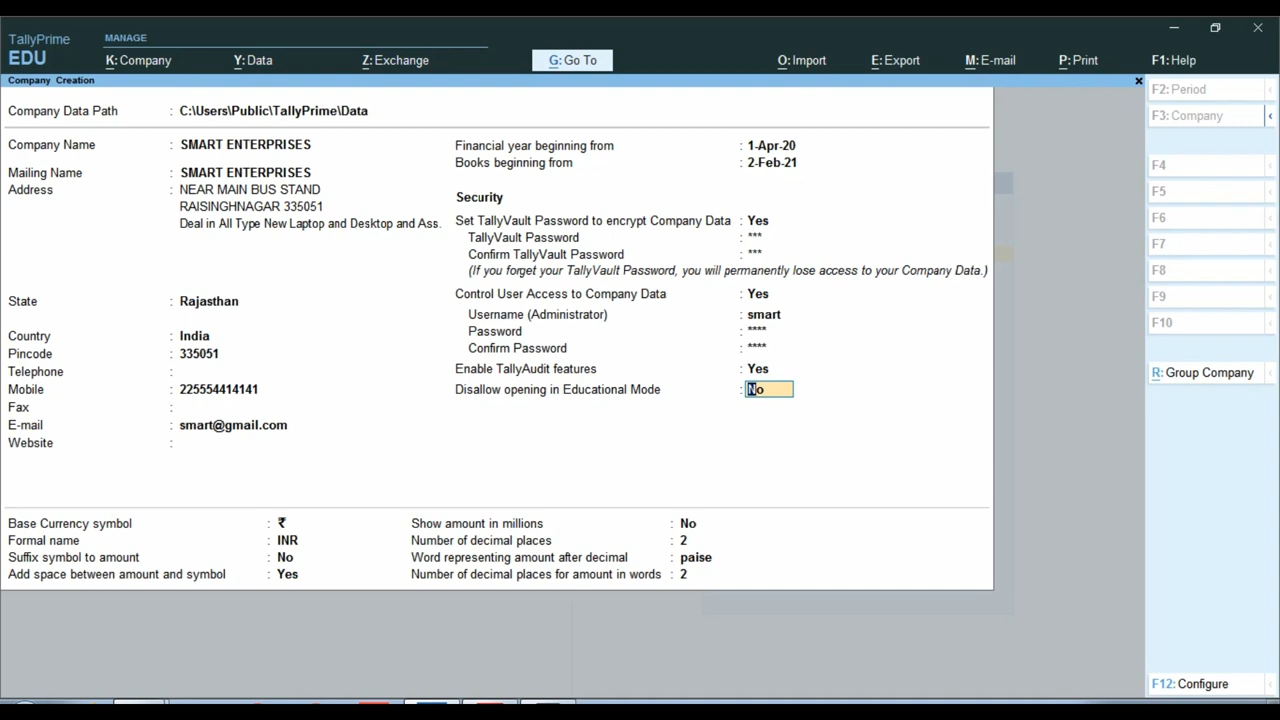 TallyPrime
EDU
MANAGE
K: Company
Y: Data
Z: Exchange
G: Go To
O: Import
E: Export
M: E-mail
P: Print
F1: Help
Company Creation
Company Data Path : C:\Users\Public\TallyPrime\Data
Company Name : SMART ENTERPRISES
Mailing Name : SMART ENTERPRISES
Address : NEAR MAIN BUS STAND
RAISINGHNAGAR 335051
Deal in All Type New Laptop and Desktop and Ass.
State : Rajasthan
Country : India
Pincode : 335051
Telephone :
Mobile : 225554414141
Fax :
E-mail : smart@gmail.com
Website :
Financial year beginning from : 1-Apr-20
Books beginning from : 2-Feb-21
Security
Set TallyVault Password to encrypt Company Data : Yes
TallyVault Password : ***
Confirm TallyVault Password : ***
(If you forget your TallyVault Password, you will permanently lose access to your Company Data.)
Control User Access to Company Data : Yes
Username (Administrator) : smart
Password : ****
Confirm Password : ****
Enable TallyAudit features : Yes
Disallow opening in Educational Mode : No
Base Currency symbol : ₹
Formal name : INR
Suffix symbol to amount : No
Add space between amount and symbol : Yes
Show amount in millions : No
Number of decimal places : 2
Word representing amount after decimal : paise
Number of decimal places for amount in words : 2
F2: Period
F3: Company
F4
F5
F6
F7
F8
F9
F10
R: Group Company
F12: Configure